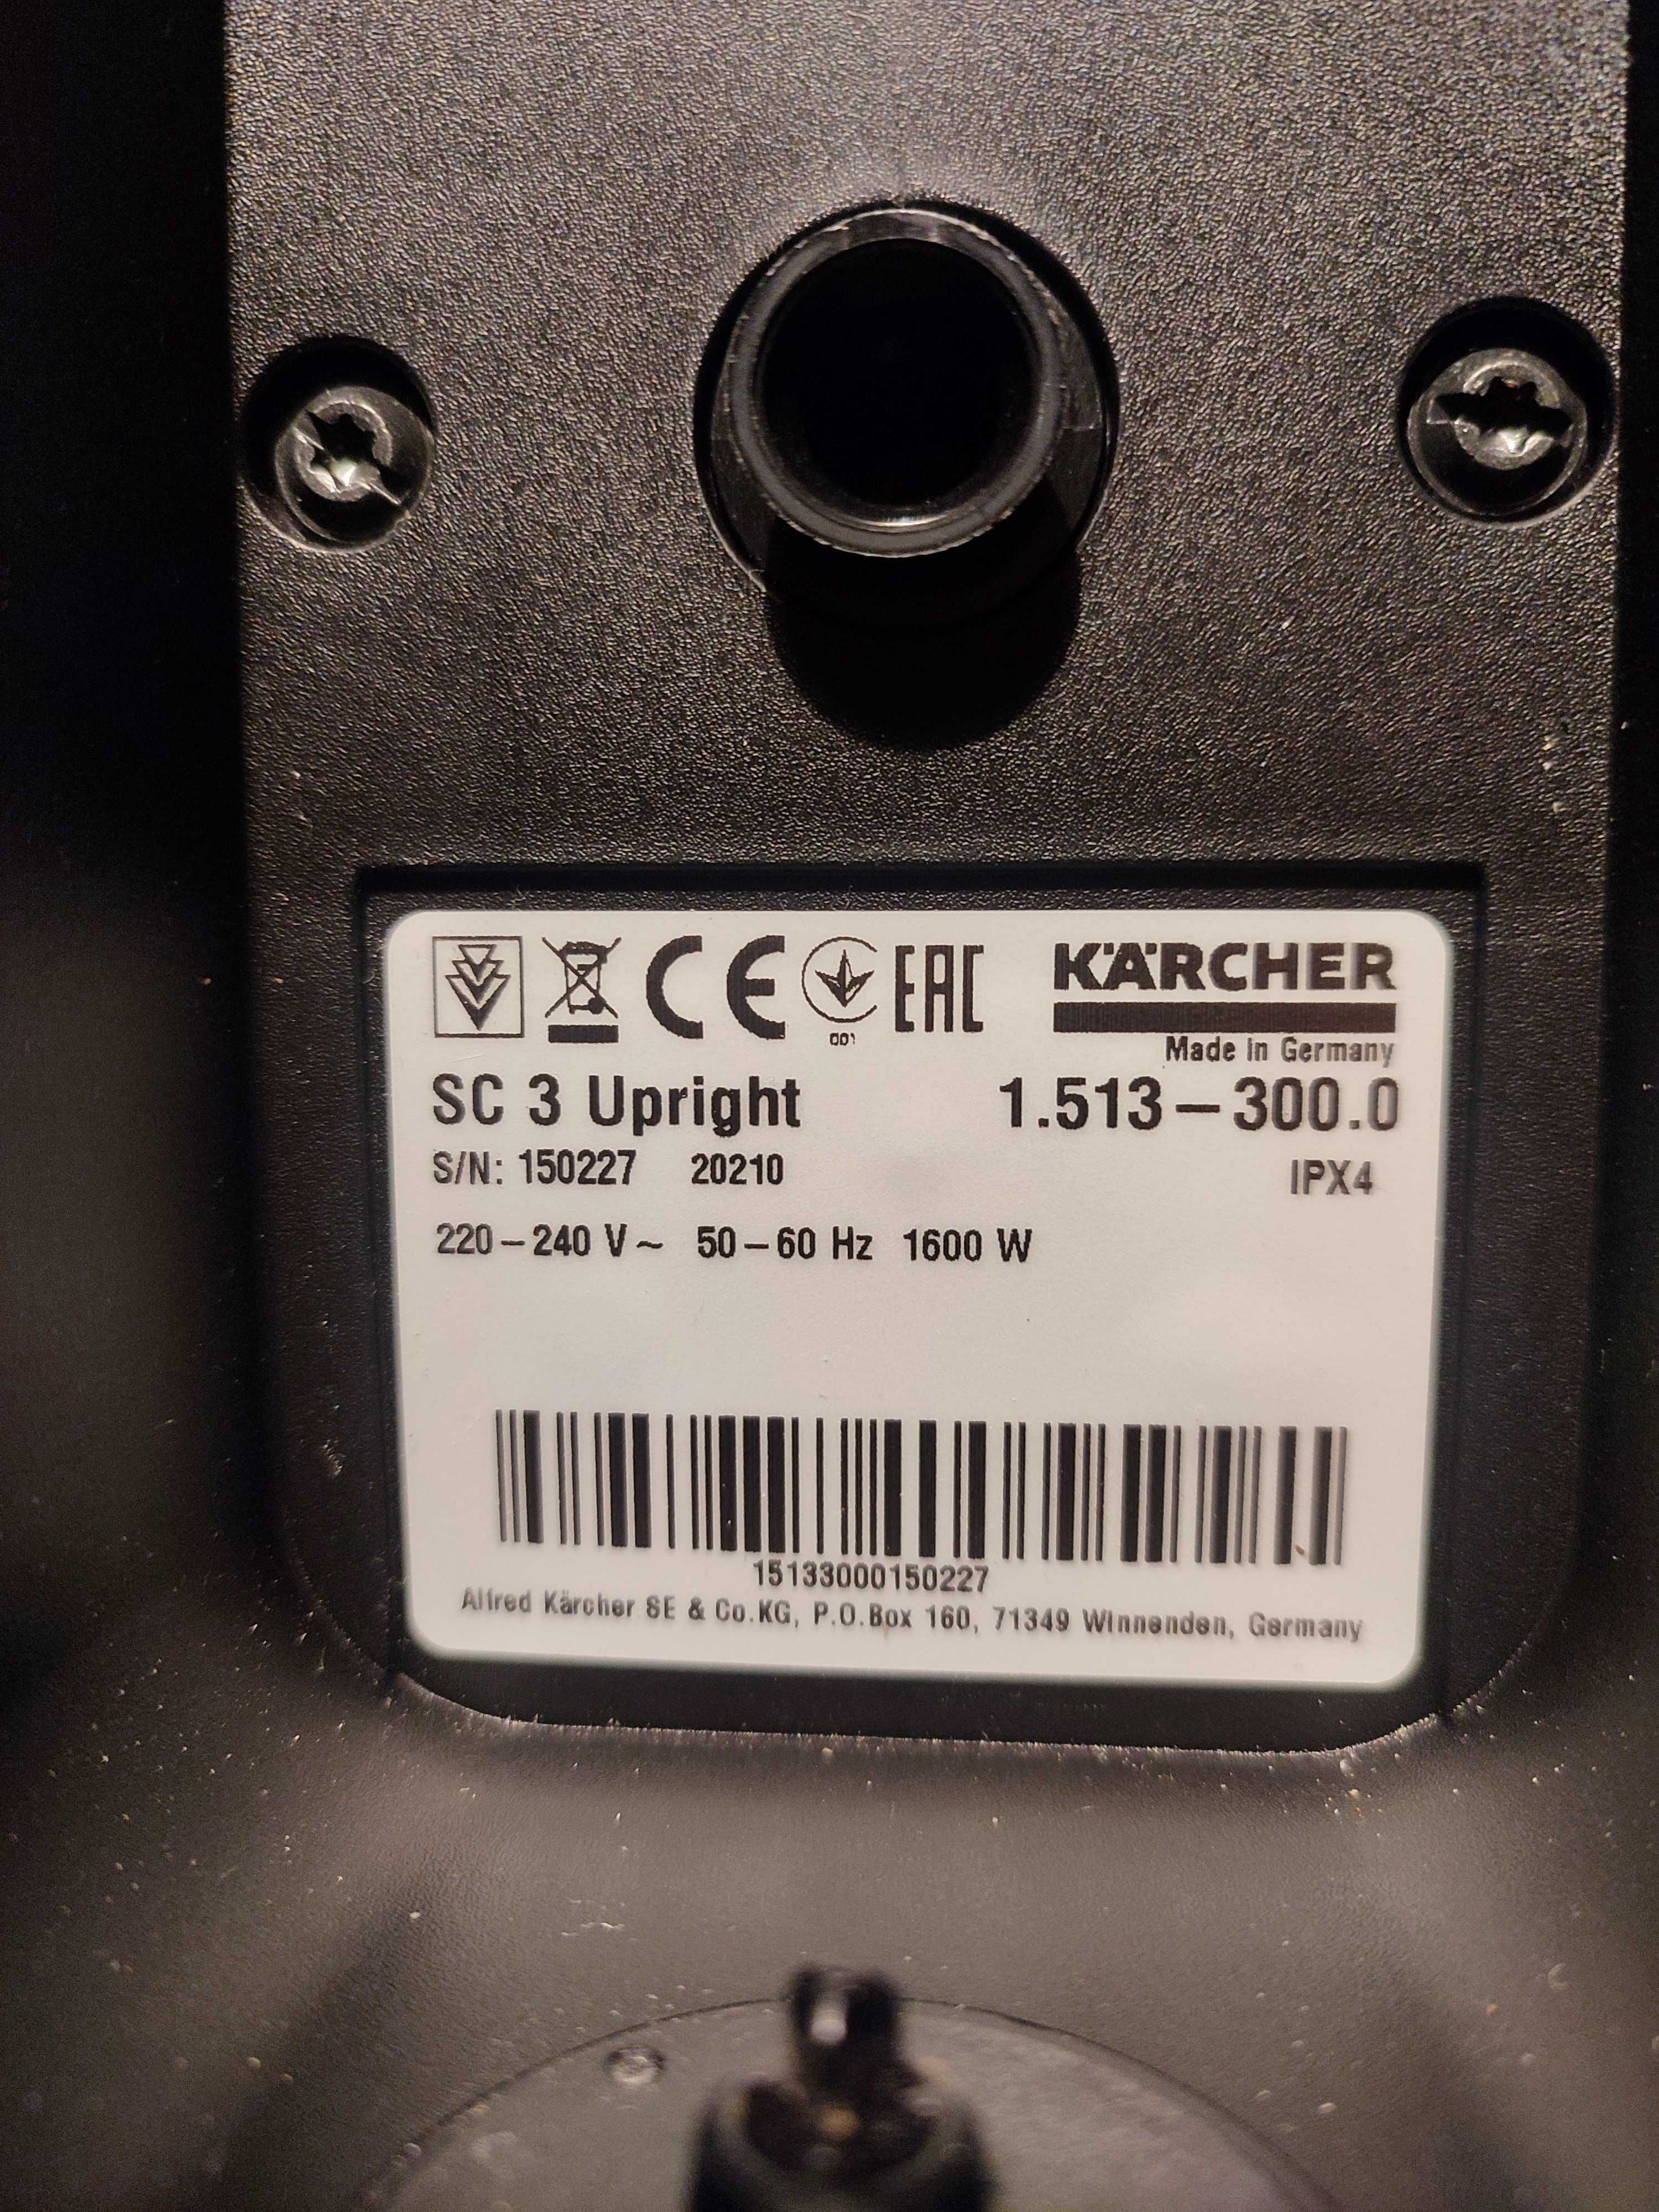 CE 001 EAC KÄRCHER
Made in Germany
SC 3 Upright 1.513-300.0
S/N: 150227 20210 IPX4
220-240 V~ 50-60 Hz 1600 W
15133000150227
Alfred Kärcher SE & Co.KG, P.O.Box 160, 71349 Winnenden, Germany